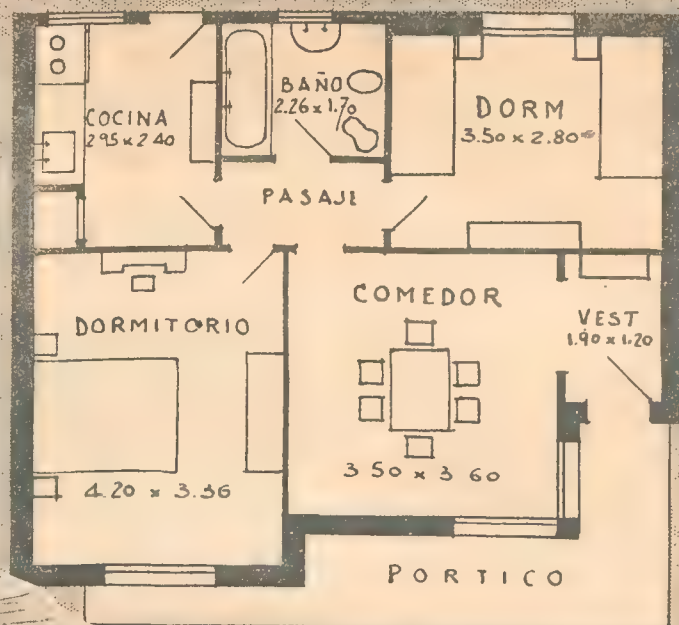 COCINA
2.95 x 2.40
BAÑO
2.26 x 1.70
DORM
3.50 x 2.80
PASAJE
DORMITORIO
4.20 x 3.36
COMEDOR
3 50 x 3 60
VEST
1.90 x 1.20
PORTICO